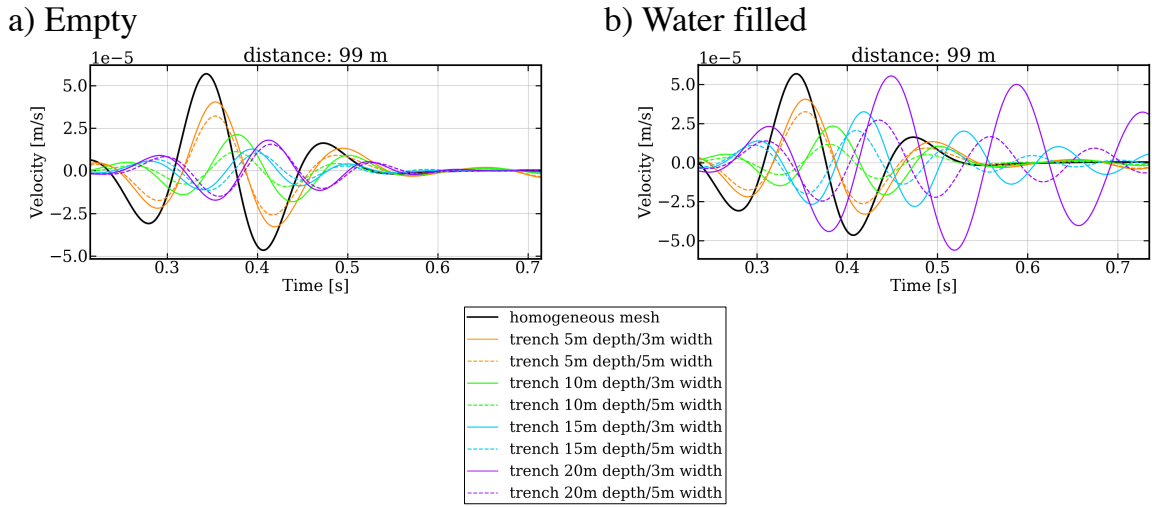 a) Empty
b) Water filled
1e−5
distance: 99 m
Velocity [m/s]
5.0
2.5
0.0
−2.5
−5.0
0.3
0.4
0.5
0.6
0.7
Time [s]
1e−5
distance: 99 m
Velocity [m/s]
5.0
2.5
0.0
−2.5
−5.0
0.3
0.4
0.5
0.6
0.7
Time [s]
homogeneous mesh
trench 5m depth/3m width
trench 5m depth/5m width
trench 10m depth/3m width
trench 10m depth/5m width
trench 15m depth/3m width
trench 15m depth/5m width
trench 20m depth/3m width
trench 20m depth/5m width